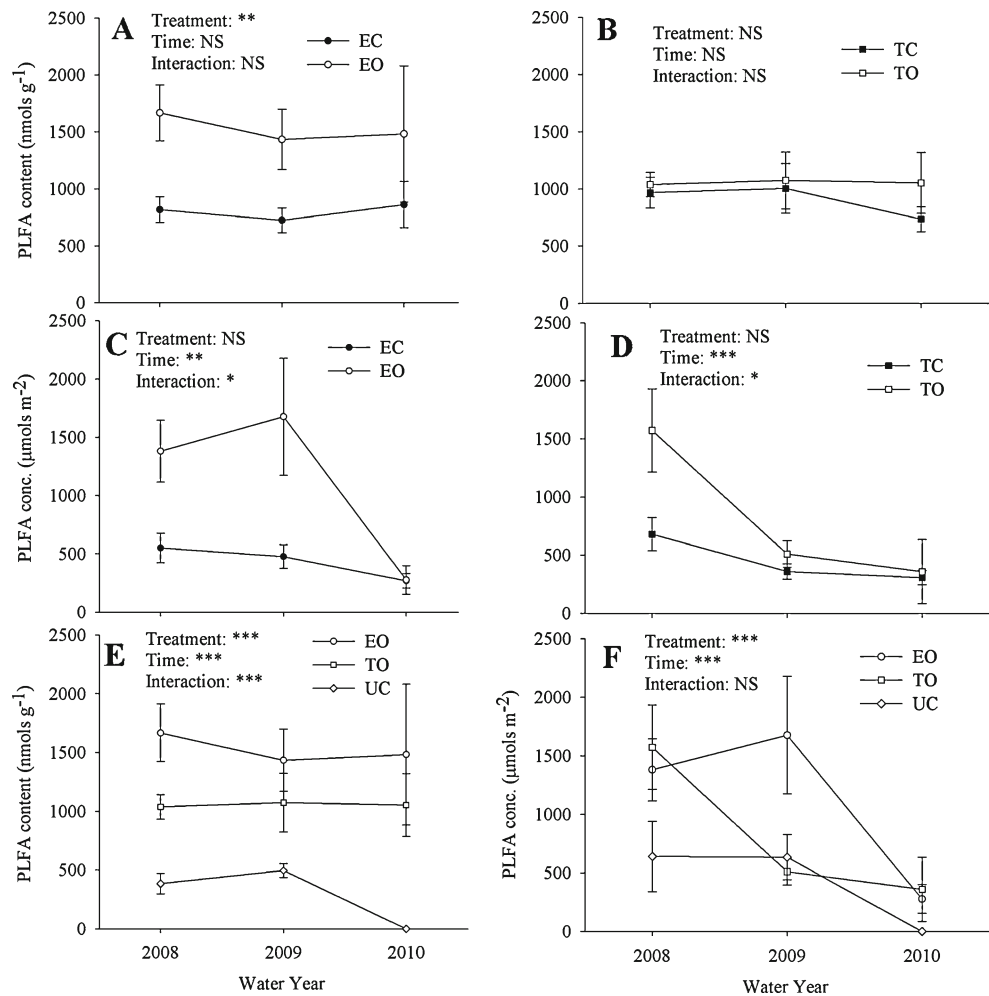 A
Treatment: **
Time: NS
Interaction: NS
EC
EO
PLFA content (nmols g⁻¹)
2500
2000
1500
1000
500
0
B
Treatment: NS
Time: NS
Interaction: NS
TC
TO
2500
2000
1500
1000
500
0
C
Treatment: NS
Time: **
Interaction: *
EC
EO
PLFA conc. (μmols m⁻²)
2500
2000
1500
1000
500
0
D
Treatment: NS
Time: ***
Interaction: *
TC
TO
2500
2000
1500
1000
500
0
E
Treatment: ***
Time: ***
Interaction: ***
EO
TO
UC
PLFA content (nmols g⁻¹)
2500
2000
1500
1000
500
0
2008 2009 2010
Water Year
F
Treatment: ***
Time: ***
Interaction: NS
EO
TO
UC
PLFA conc. (μmols m⁻²)
2500
2000
1500
1000
500
0
2008 2009 2010
Water Year